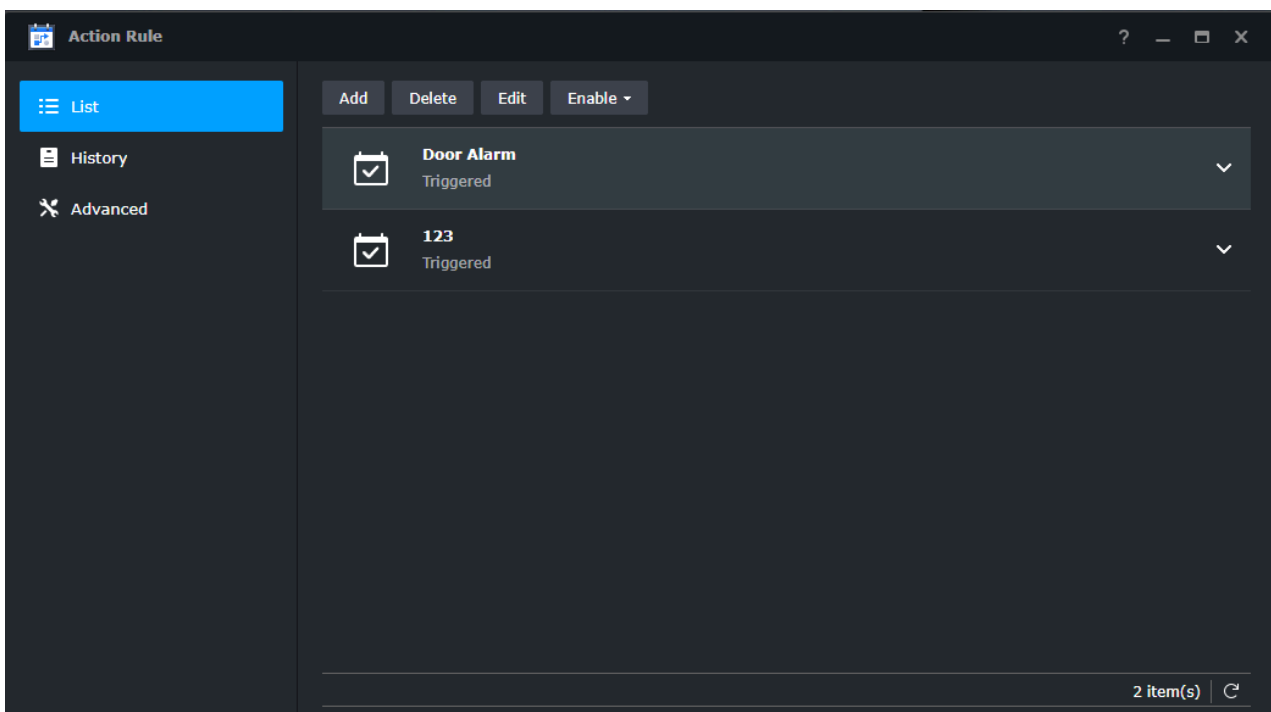 Action Rule
?
List
History
Advanced
Add Delete Edit Enable
Door Alarm
Triggered
123
Triggered
2 item(s)